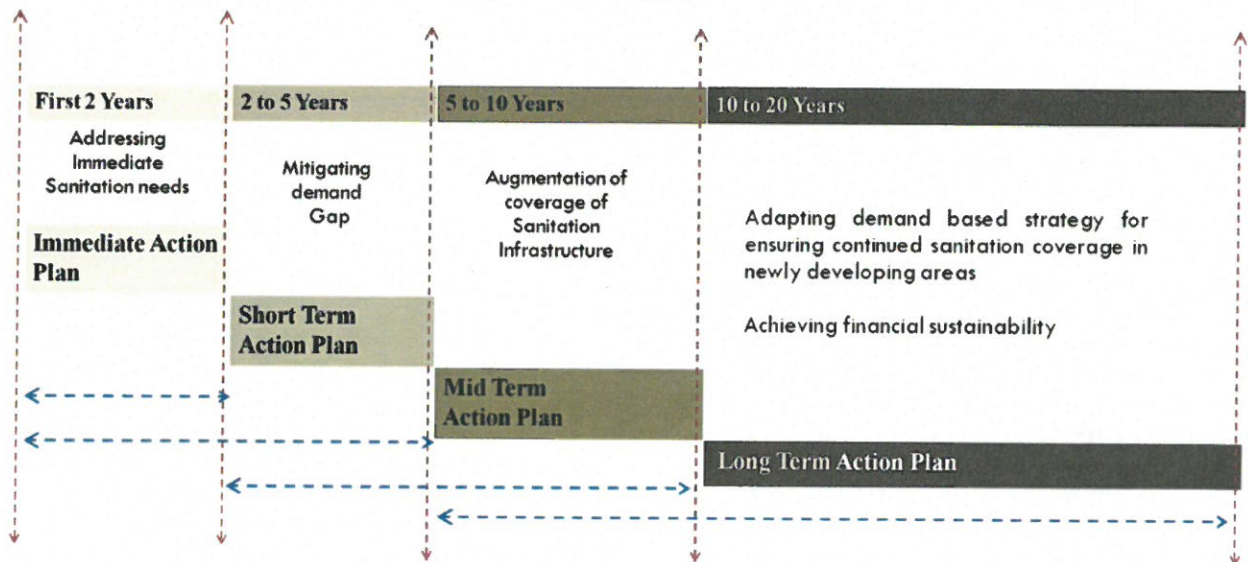 First 2 Years
2 to 5 Years
5 to 10 Years
10 to 20 Years
Addressing
Immediate
Sanitation needs
Mitigating
demand
Gap
Augmentation of
coverage of
Sanitation
Infrastructure
Adapting demand based strategy for
ensuring continued sanitation coverage in
newly developing areas
Achieving financial sustainability
Immediate Action
Plan
Short Term
Action Plan
Mid Term
Action Plan
Long Term Action Plan